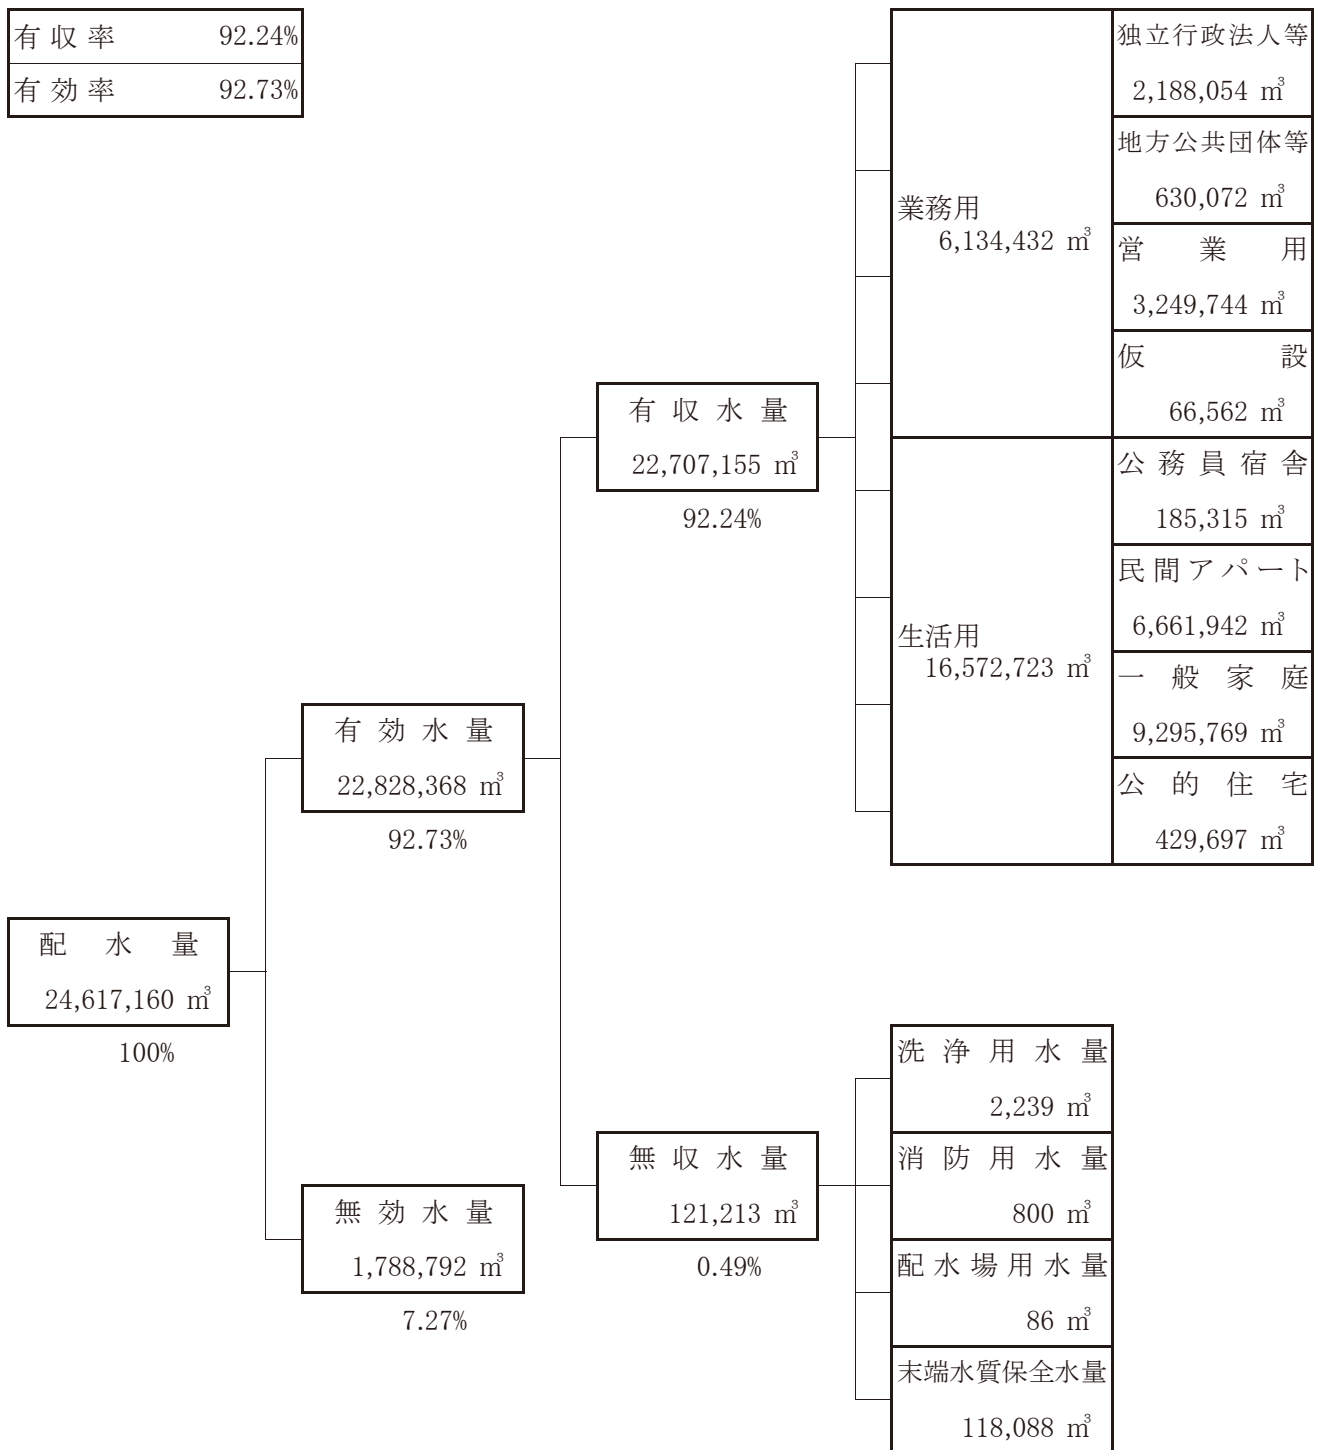 有収率 92.24%
有効率 92.73%
配水量
24,617,160 ㎥
100%
有効水量
22,828,368 ㎥
92.73%
無効水量
1,788,792 ㎥
7.27%
有収水量
22,707,155 ㎥
92.24%
無収水量
121,213 ㎥
0.49%
業務用
6,134,432 ㎥
独立行政法人等
2,188,054 ㎥
地方公共団体等
630,072 ㎥
営業用
3,249,744 ㎥
仮設
66,562 ㎥
生活用
16,572,723 ㎥
公務員宿舎
185,315 ㎥
民間アパート
6,661,942 ㎥
一般家庭
9,295,769 ㎥
公的住宅
429,697 ㎥
洗浄用水量
2,239 ㎥
消防用水量
800 ㎥
配水場用水量
86 ㎥
末端水質保全水量
118,088 ㎥